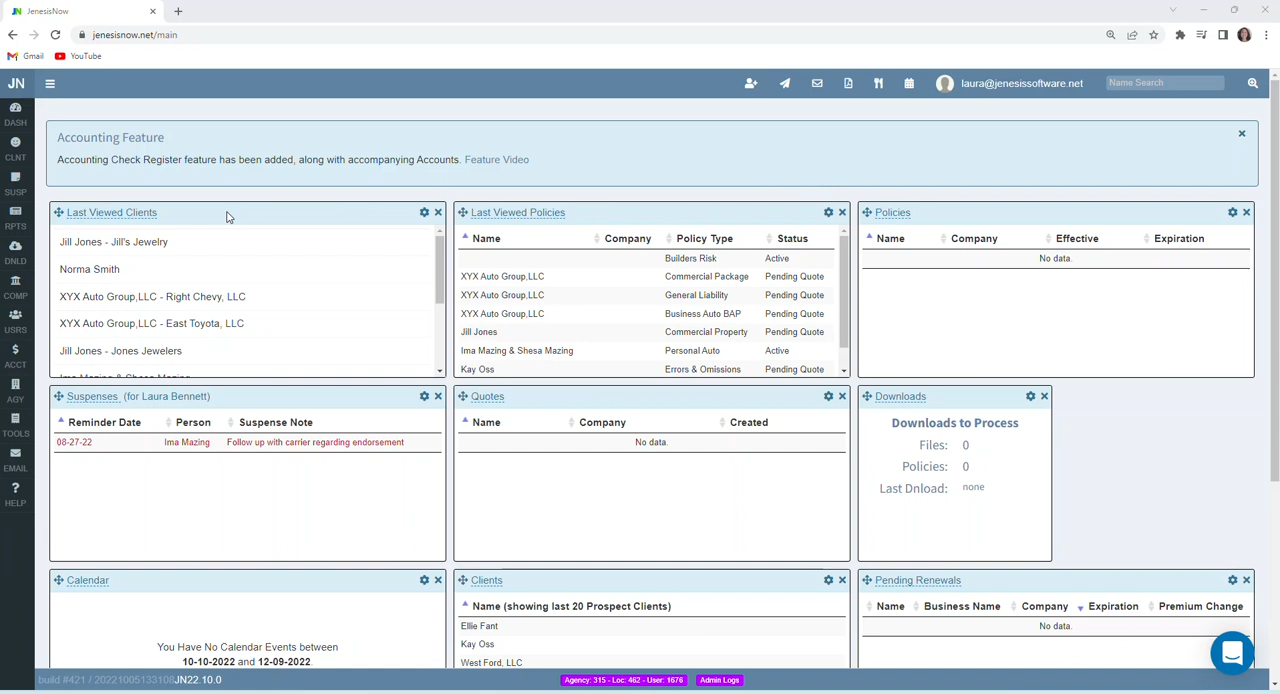 JenesisNow
jenesisnow.net/main
Gmail YouTube
JN
laura@jenesissoftware.net
Name Search
DASH
CLNT
SUSP
RPTS
DNLD
COMP
USRS
ACCT
AGY
TOOLS
EMAIL
HELP
Accounting Feature
Accounting Check Register feature has been added, along with accompanying Accounts. Feature Video
Last Viewed Clients
Jill Jones - Jill's Jewelry
Norma Smith
XYX Auto Group,LLC - Right Chevy, LLC
XYX Auto Group,LLC - East Toyota, LLC
Jill Jones - Jones Jewelers
Ima Mazing & Shesa Mazing
Last Viewed Policies
Name Company Policy Type Status
Builders Risk Active
XYX Auto Group,LLC Commercial Package Pending Quote
XYX Auto Group,LLC General Liability Pending Quote
XYX Auto Group,LLC Business Auto BAP Pending Quote
Jill Jones Commercial Property Pending Quote
Ima Mazing & Shesa Mazing Personal Auto Active
Kay Oss Errors & Omissions Pending Quote
Policies
Name Company Effective Expiration
No data.
Suspenses (for Laura Bennett)
Reminder Date Person Suspense Note
08-27-22 Ima Mazing Follow up with carrier regarding endorsement
Quotes
Name Company Created
No data.
Downloads
Downloads to Process
Files: 0
Policies: 0
Last Dnload: none
Calendar
You Have No Calendar Events between
10-10-2022 and 12-09-2022.
Clients
Name (showing last 20 Prospect Clients)
Ellie Fant
Kay Oss
West Ford, LLC
Pending Renewals
Name Business Name Company Expiration Premium Change
No data.
build #421 / 20221005133108 JN22.10.0
Agency: 315 - Loc: 462 - User: 1676 Admin Logs